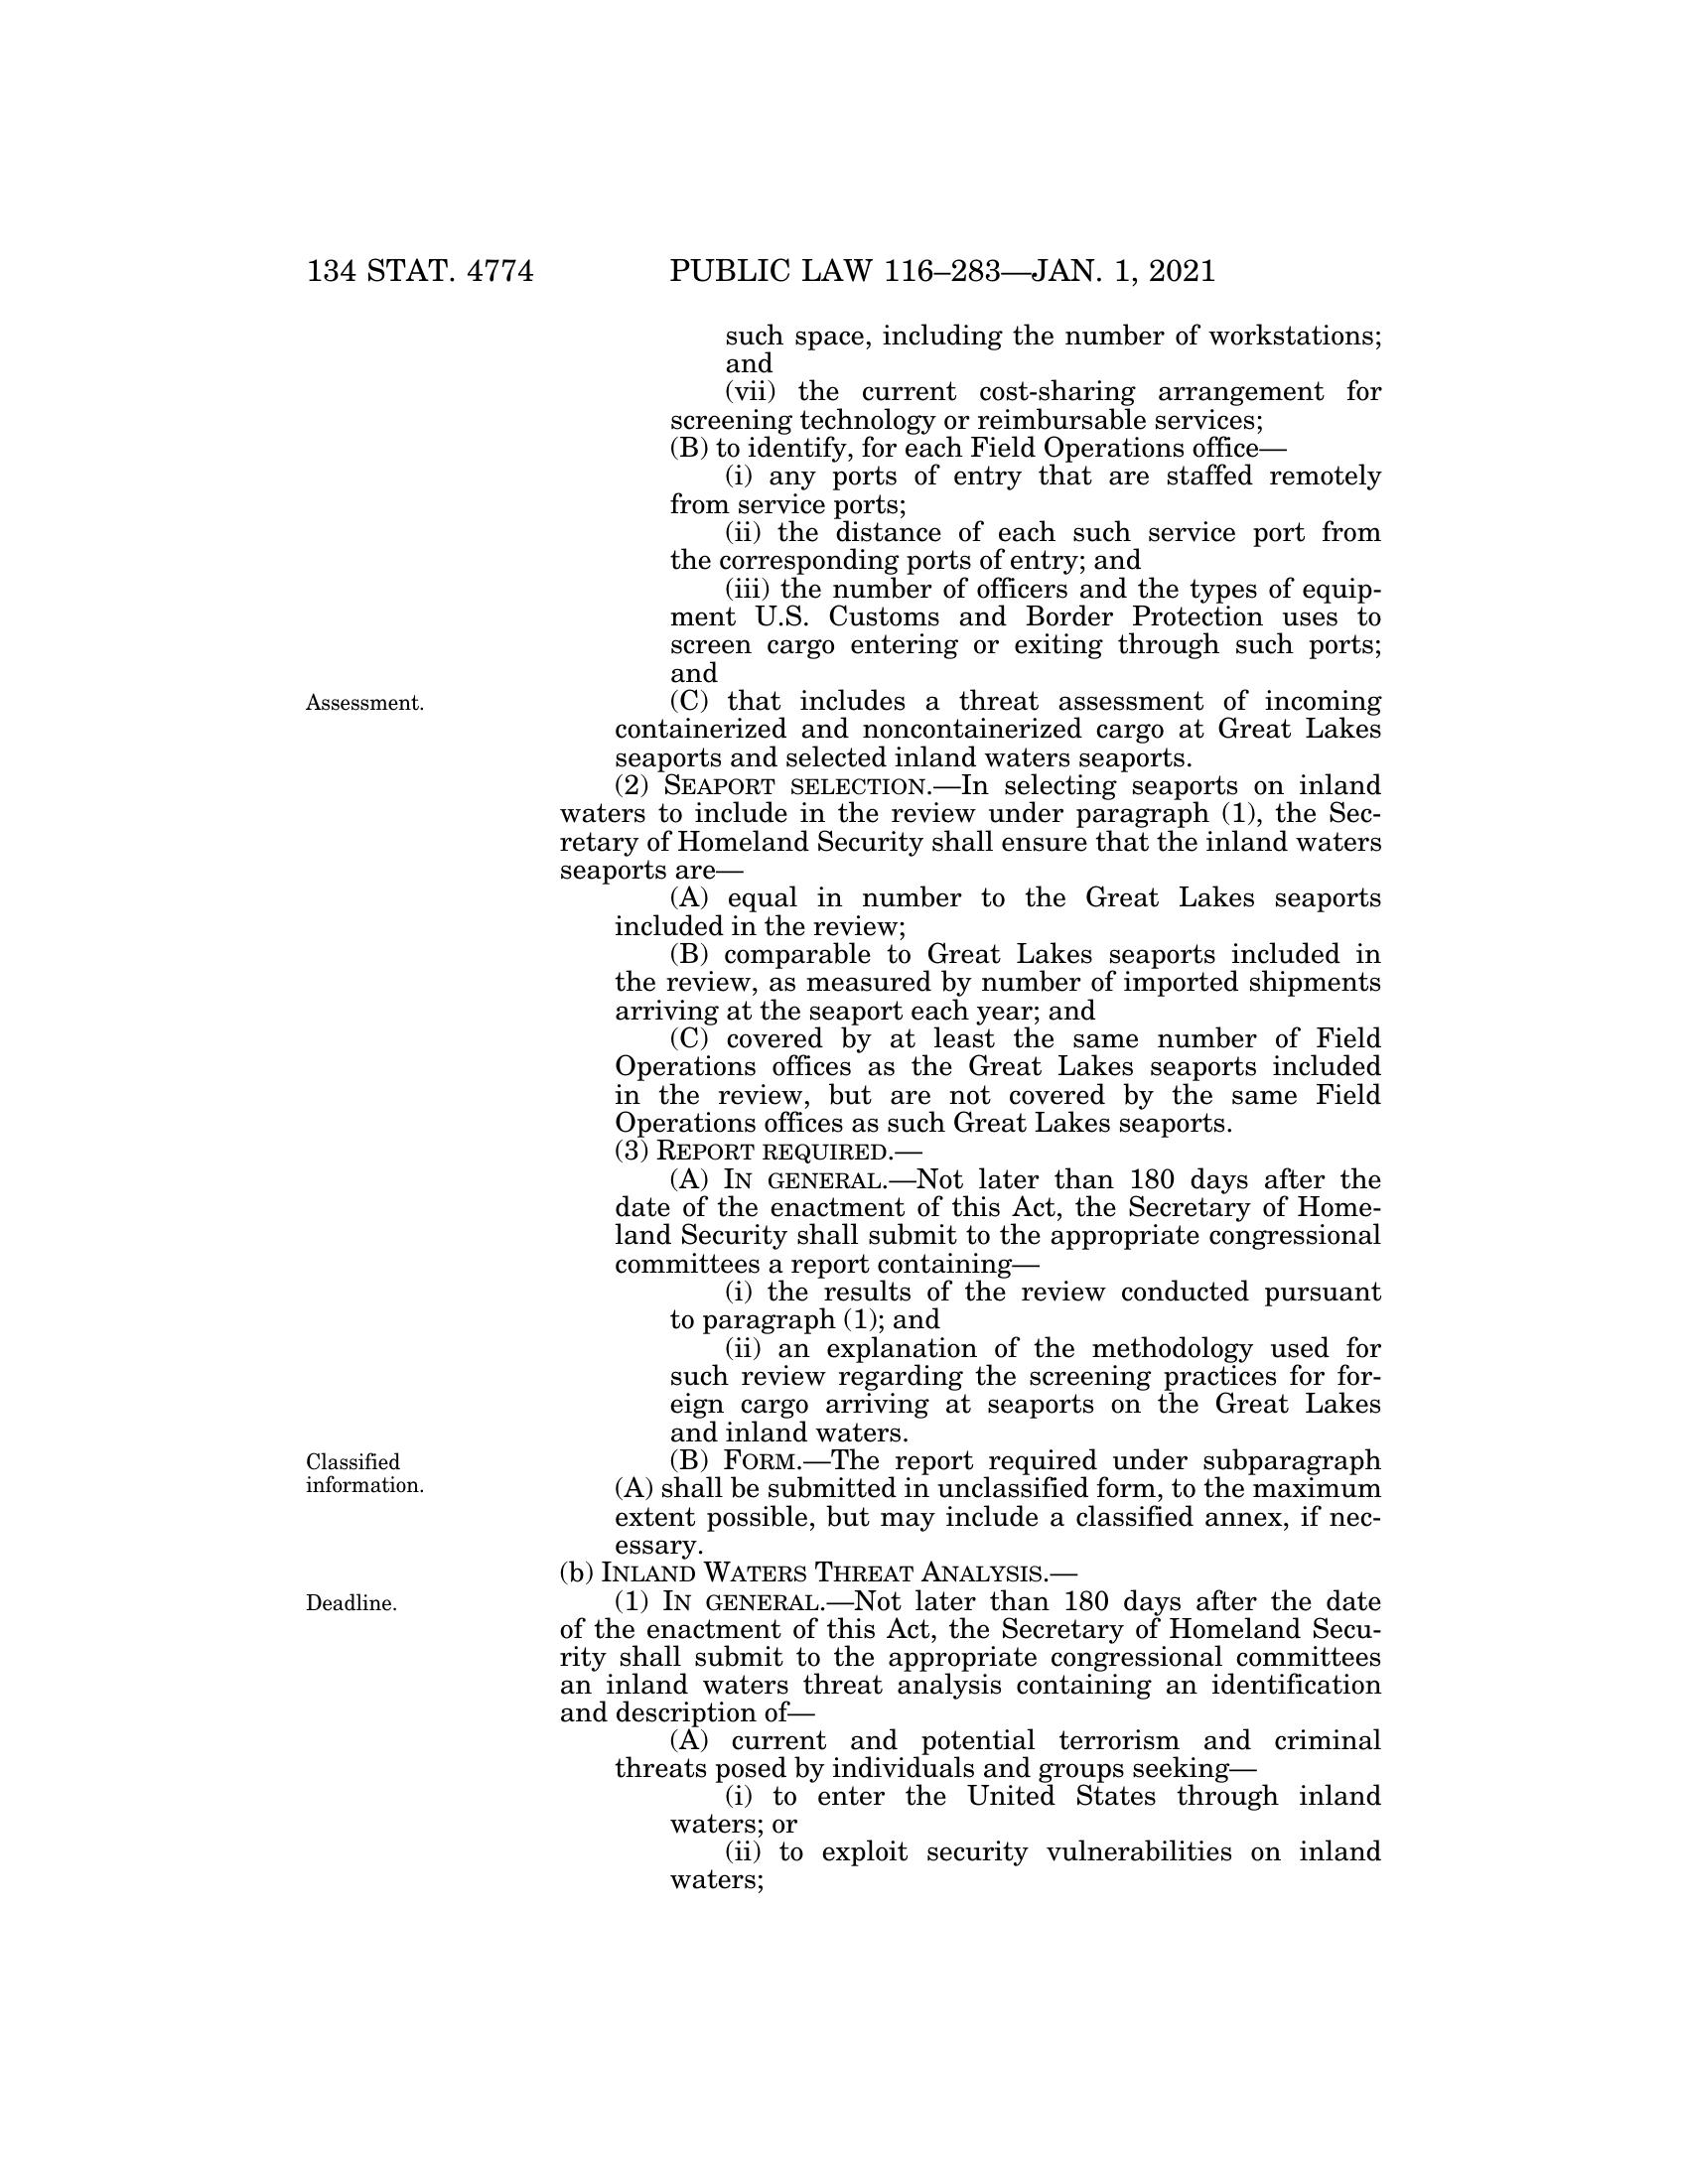 134 STAT. 4774 PUBLIC LAW 116–283—JAN. 1, 2021
such space, including the number of workstations;
and
(vii) the current cost-sharing arrangement for
screening technology or reimbursable services;
(B) to identify, for each Field Operations office—
(i) any ports of entry that are staffed remotely
from service ports;
(ii) the distance of each such service port from
the corresponding ports of entry; and
(iii) the number of officers and the types of equip-
ment U.S. Customs and Border Protection uses to
screen cargo entering or exiting through such ports;
and
Assessment.
(C) that includes a threat assessment of incoming
containerized and noncontainerized cargo at Great Lakes
seaports and selected inland waters seaports.
(2) SEAPORT SELECTION.—In selecting seaports on inland
waters to include in the review under paragraph (1), the Sec-
retary of Homeland Security shall ensure that the inland waters
seaports are—
(A) equal in number to the Great Lakes seaports
included in the review;
(B) comparable to Great Lakes seaports included in
the review, as measured by number of imported shipments
arriving at the seaport each year; and
(C) covered by at least the same number of Field
Operations offices as the Great Lakes seaports included
in the review, but are not covered by the same Field
Operations offices as such Great Lakes seaports.
(3) REPORT REQUIRED.—
(A) IN GENERAL.—Not later than 180 days after the
date of the enactment of this Act, the Secretary of Home-
land Security shall submit to the appropriate congressional
committees a report containing—
(i) the results of the review conducted pursuant
to paragraph (1); and
(ii) an explanation of the methodology used for
such review regarding the screening practices for for-
eign cargo arriving at seaports on the Great Lakes
and inland waters.
Classified
information.
(B) FORM.—The report required under subparagraph
(A) shall be submitted in unclassified form, to the maximum
extent possible, but may include a classified annex, if nec-
essary.
(b) INLAND WATERS THREAT ANALYSIS.—
Deadline.
(1) IN GENERAL.—Not later than 180 days after the date
of the enactment of this Act, the Secretary of Homeland Secu-
rity shall submit to the appropriate congressional committees
an inland waters threat analysis containing an identification
and description of—
(A) current and potential terrorism and criminal
threats posed by individuals and groups seeking—
(i) to enter the United States through inland
waters; or
(ii) to exploit security vulnerabilities on inland
waters;